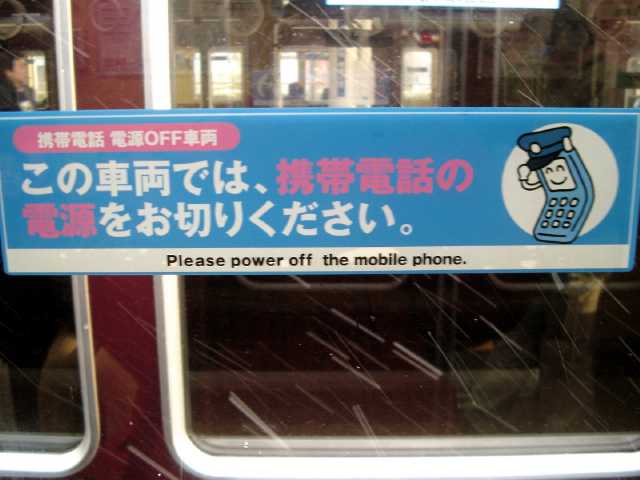 携帯電話 電源OFF車両
この車両では、携帯電話の
電源をお切りください。
Please power off the mobile phone.